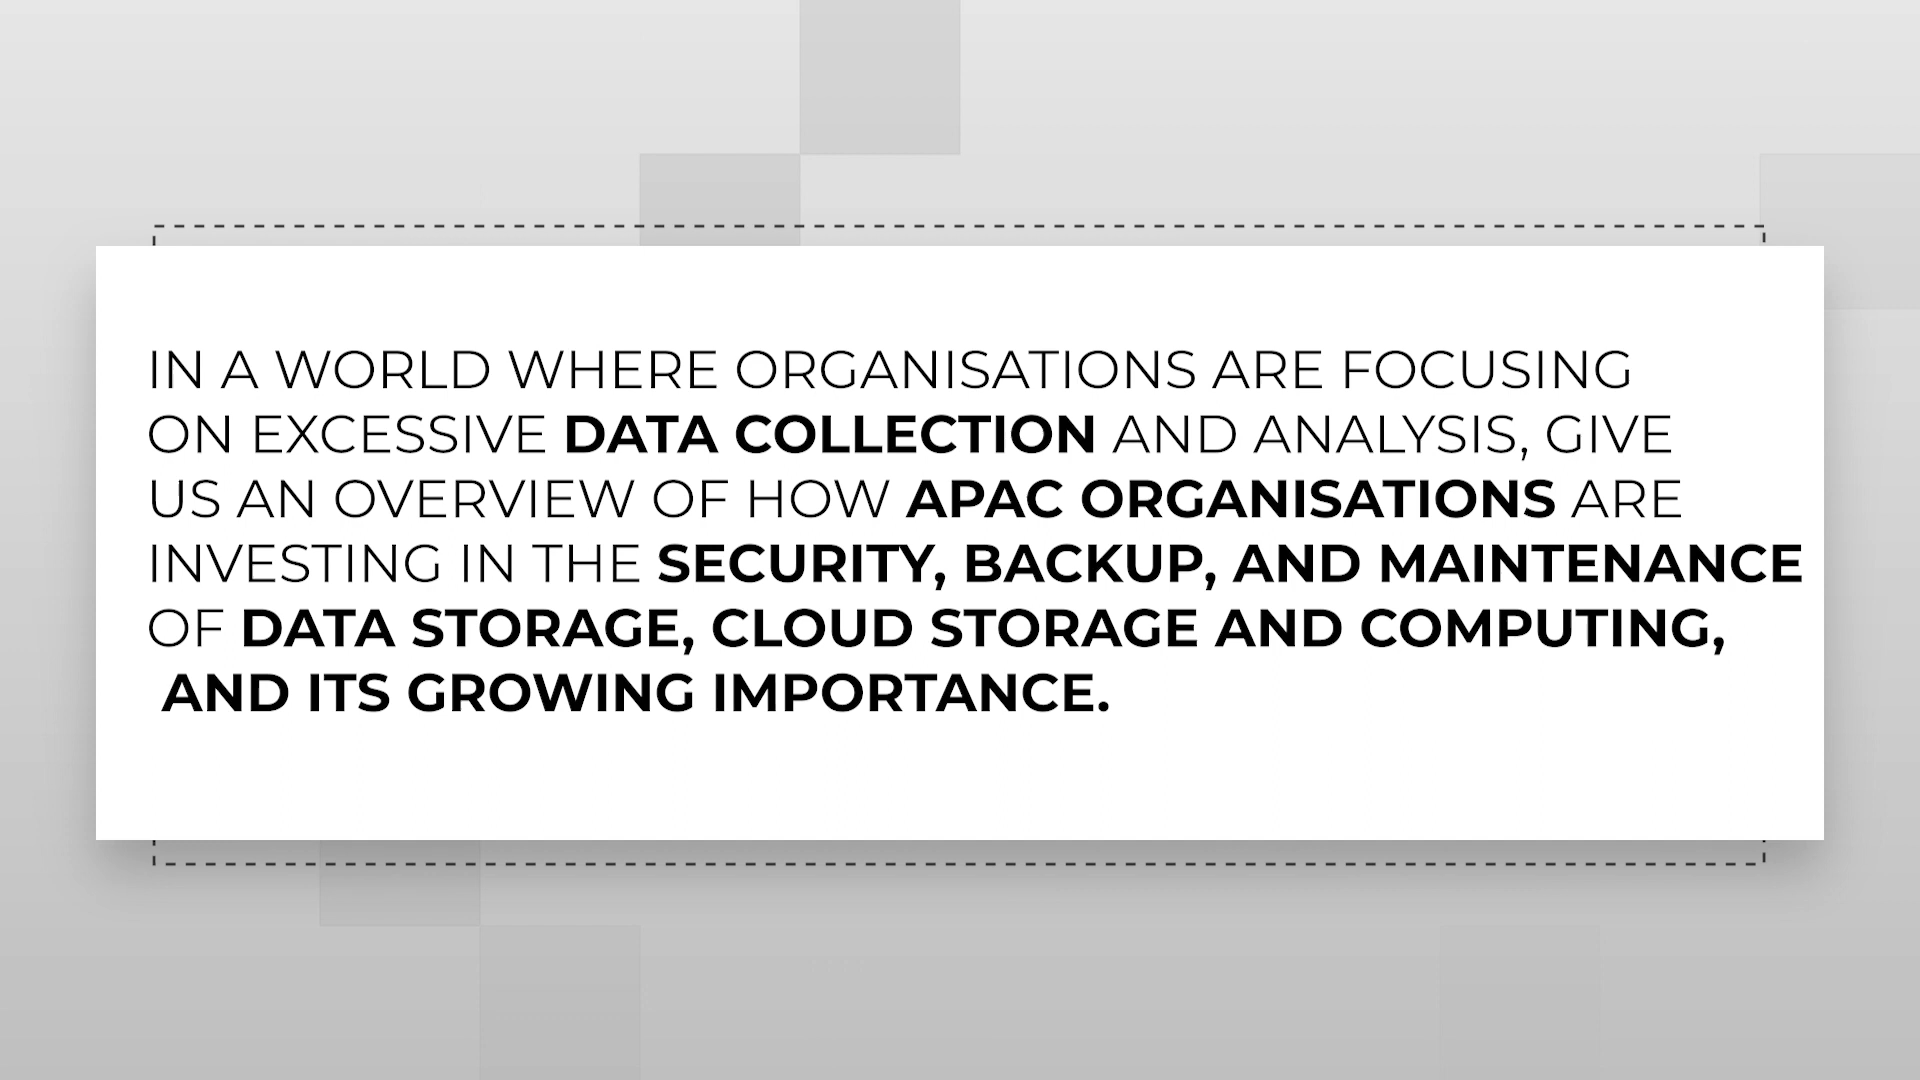 IN A WORLD WHERE ORGANISATIONS ARE FOCUSING
ON EXCESSIVE DATA COLLECTION AND ANALYSIS, GIVE
US AN OVERVIEW OF HOW APAC ORGANISATIONS ARE
INVESTING IN THE SECURITY, BACKUP, AND MAINTENANCE
OF DATA STORAGE, CLOUD STORAGE AND COMPUTING,
AND ITS GROWING IMPORTANCE.